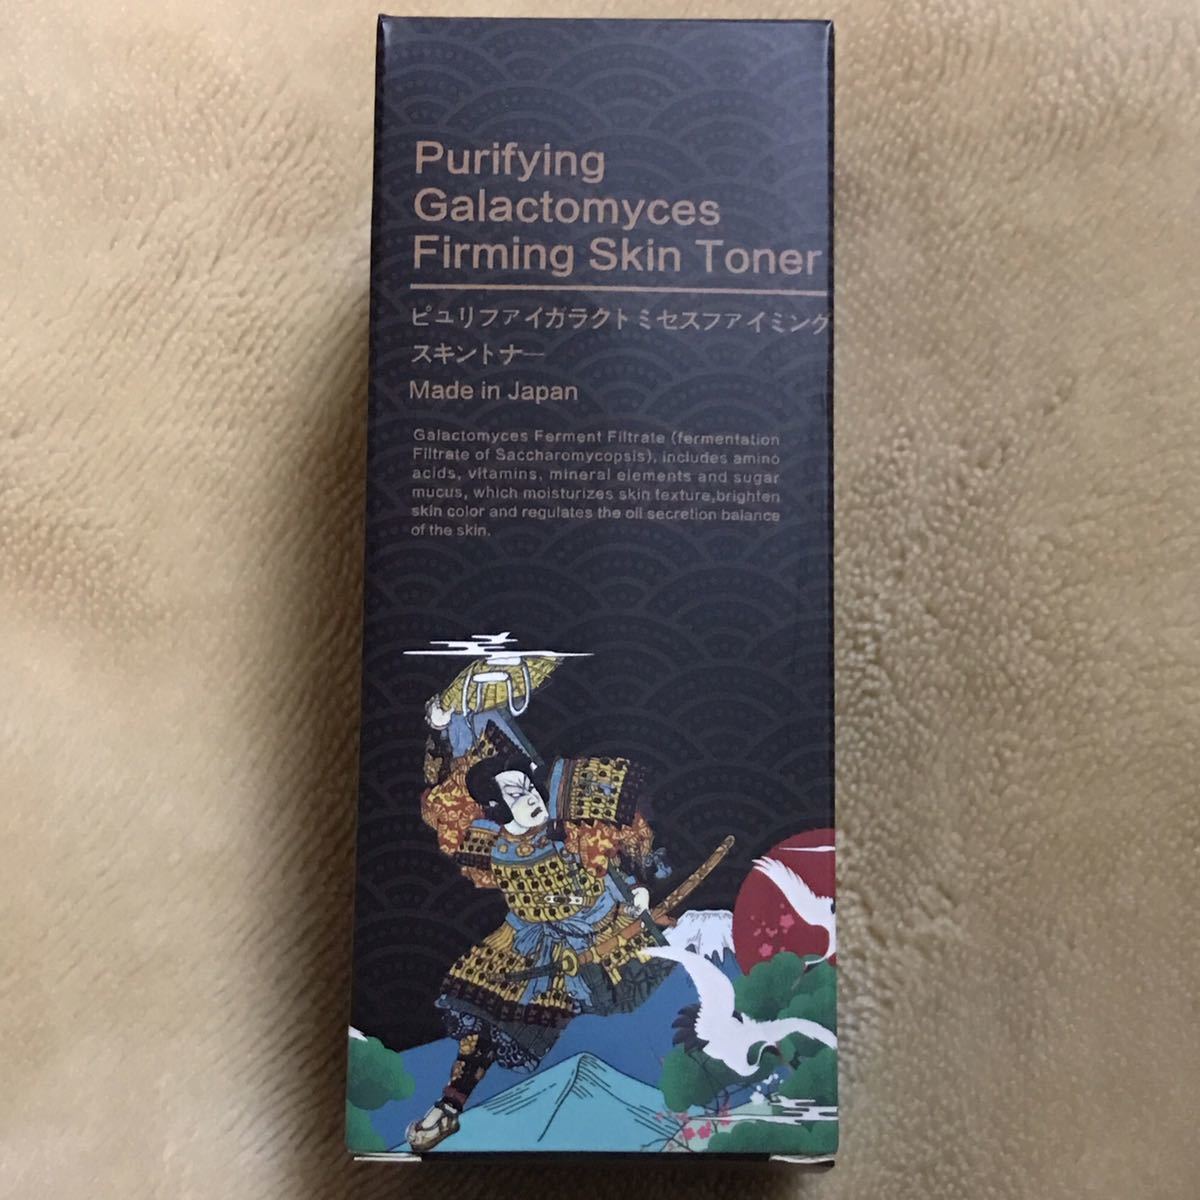 Purifying
Galactomyces
Firming Skin Toner
ピュリファイガラクトミセスファイミング
スキントナー
Made in Japan
Galactomyces Ferment Filtrate (fermentation
Filtrate of Saccharomycopsis), includes amino
acids, vitamins, mineral elements and sugar
mucus, which moisturizes skin texture,brighten
skin color and regulates the oil secretion balance
of the skin.